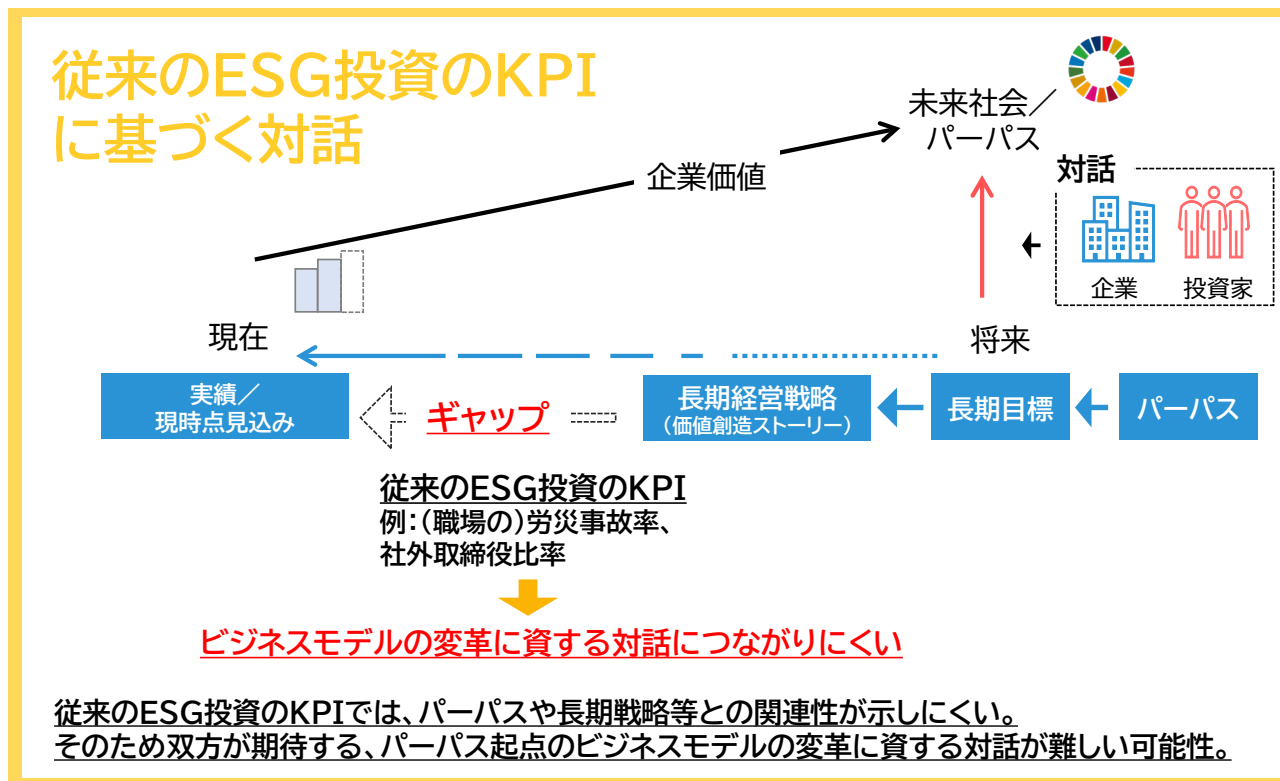 従来のESG投資のKPI
に基づく対話
未来社会／
パーパス
企業価値
対話
企業
投資家
現在
将来
実績／
現時点見込み
ギャップ
長期経営戦略
（価値創造ストーリー）
長期目標
パーパス
従来のESG投資のKPI
例：（職場の）労災事故率、
社外取締役比率
ビジネスモデルの変革に資する対話につながりにくい
従来のESG投資のKPIでは、パーパスや長期戦略等との関連性が示しにくい。
そのため双方が期待する、パーパス起点のビジネスモデルの変革に資する対話が難しい可能性。